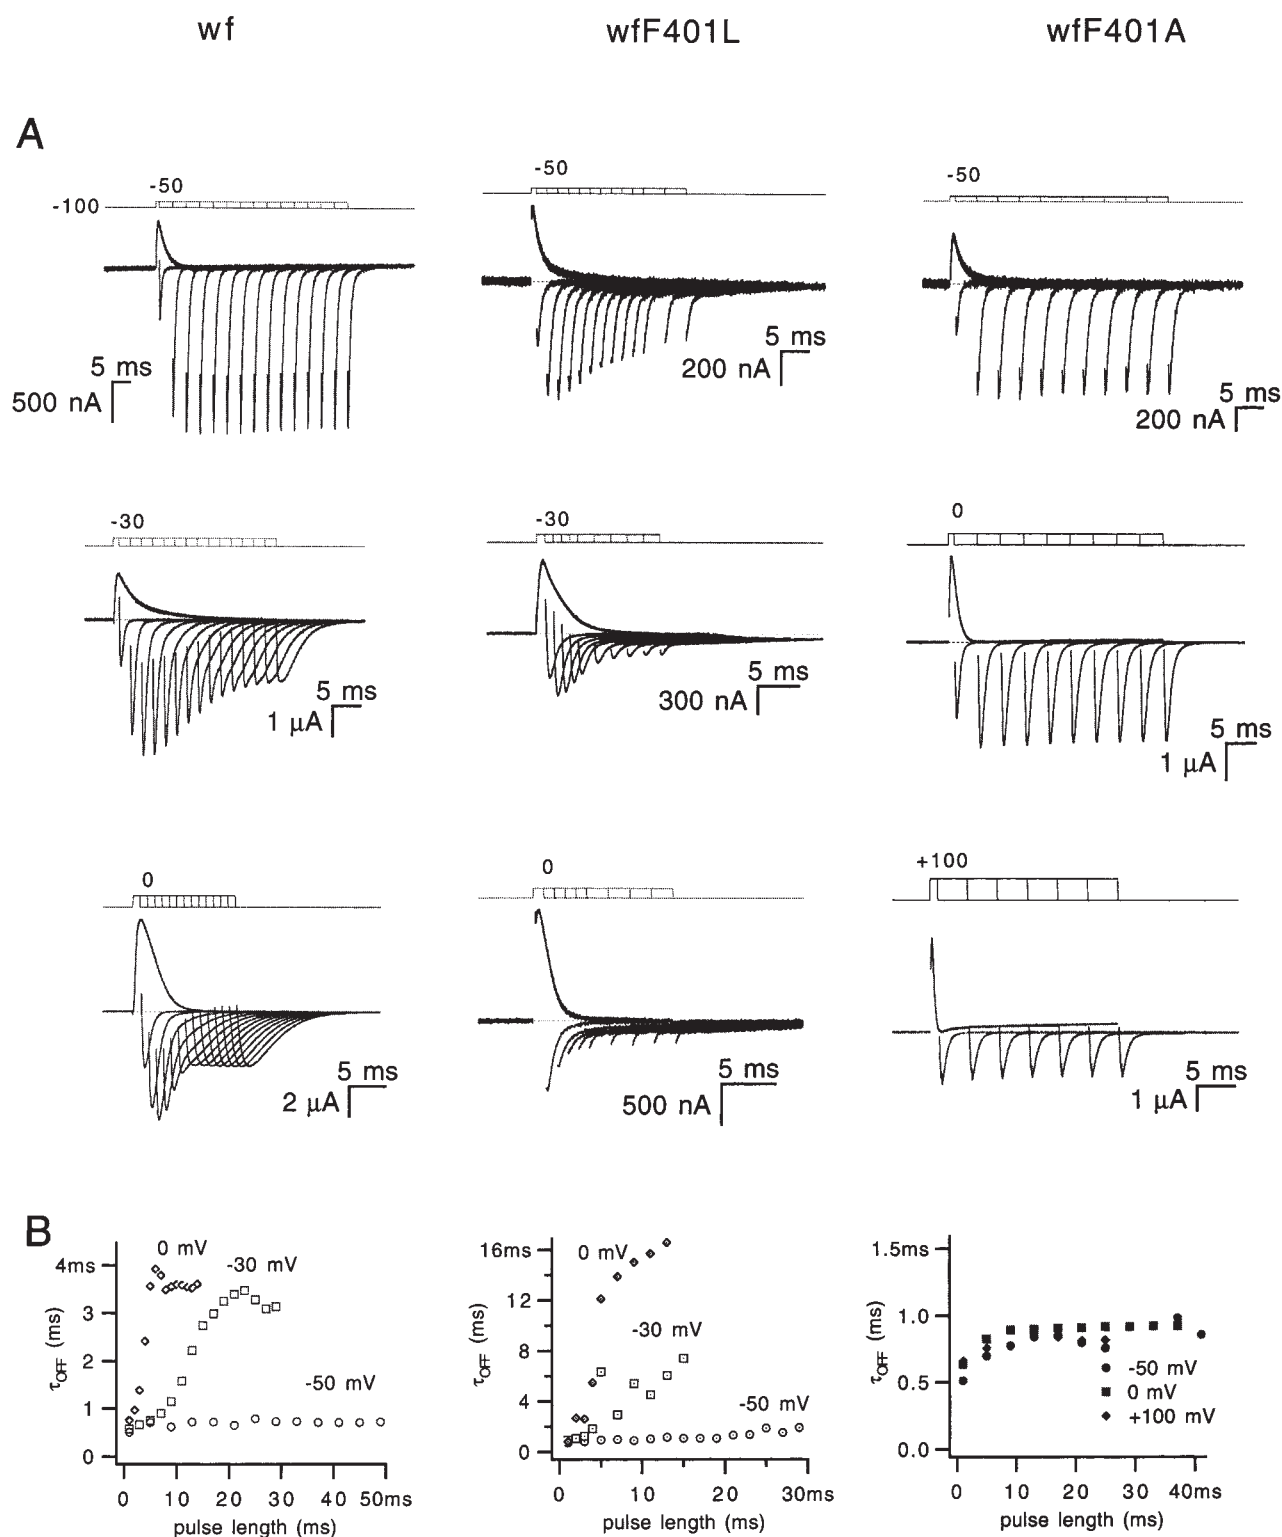 wf
wfF401L
wfF401A
A
-50
-100
5 ms
500 nA
-50
5 ms
200 nA
-50
5 ms
200 nA
-30
5 ms
1 µA
-30
5 ms
300 nA
0
5 ms
1 µA
0
5 ms
2 µA
0
5 ms
500 nA
+100
5 ms
1 µA
B
τOFF (ms)
4ms
3
2
1
0
0 mV
-30 mV
-50 mV
0 10 20 30 40 50ms
pulse length (ms)
τOFF (ms)
16ms
12
8
4
0
0 mV
-30 mV
-50 mV
0 10 20 30ms
pulse length (ms)
τOFF (ms)
1.5ms
1.0
0.5
0.0
-50 mV
0 mV
+100 mV
0 10 20 30 40ms
pulse length (ms)